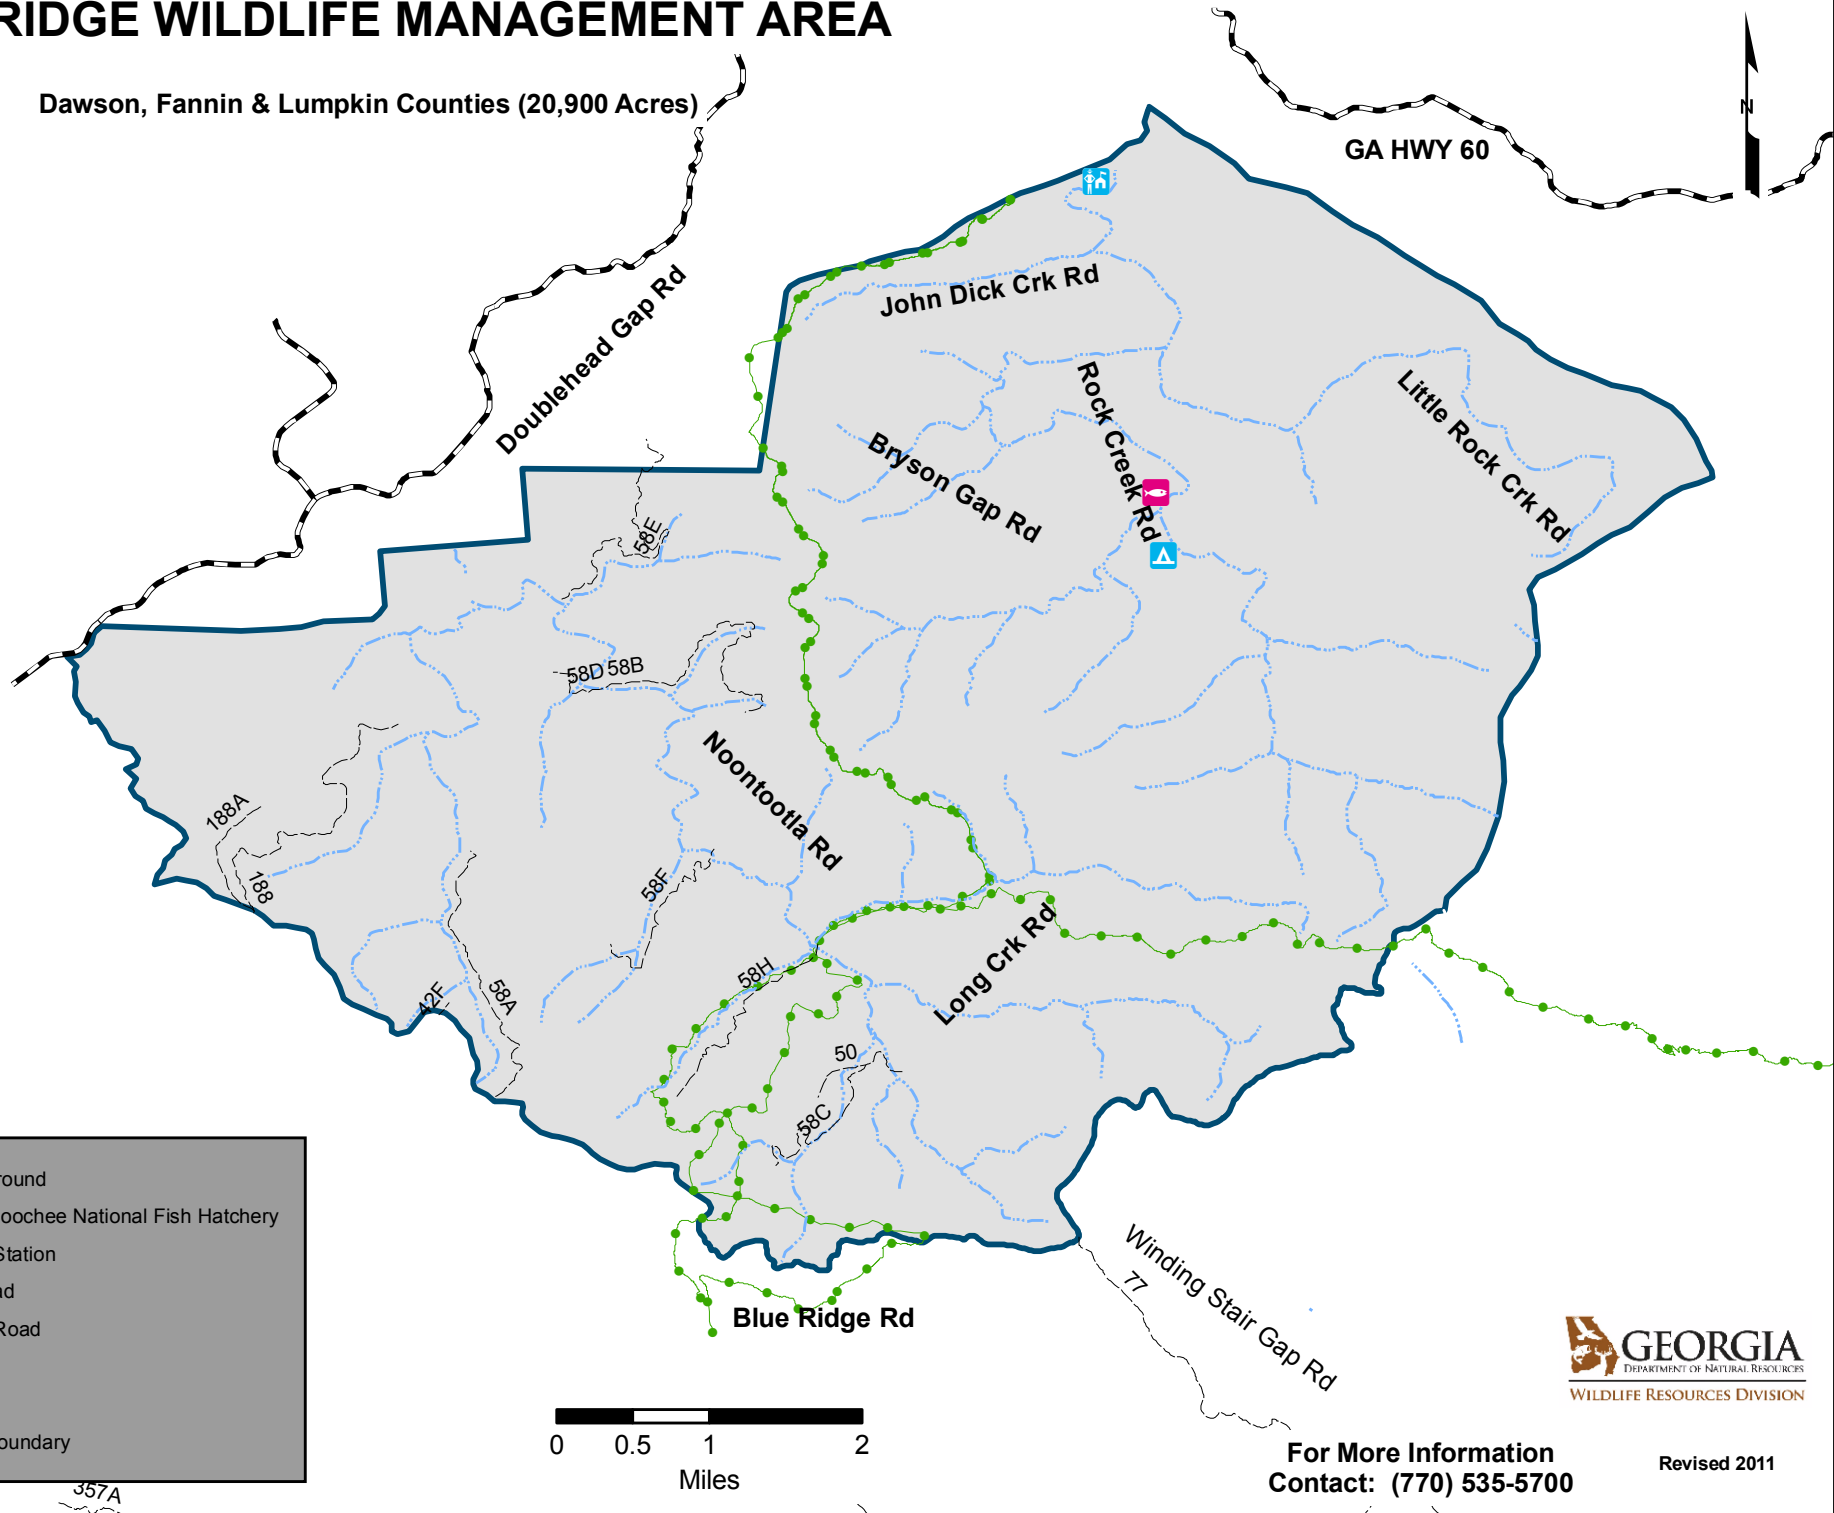 RIDGE WILDLIFE MANAGEMENT AREA
Dawson, Fannin & Lumpkin Counties (20,900 Acres)
GA HWY 60
N
Doublehead Gap Rd
John Dick Crk Rd
Rock Creek Rd
Little Rock Crk Rd
Bryson Gap Rd
58E
58D
58B
Noontootla Rd
188A
188
58F
58H
Long Crk Rd
42F
58A
50
58C
Winding Stair Gap Rd
77
Blue Ridge Rd
round
oochee National Fish Hatchery
Station
ad
Road
oundary
357A
0 0.5 1 2
Miles
GEORGIA
DEPARTMENT OF NATURAL RESOURCES
WILDLIFE RESOURCES DIVISION
For More Information
Contact: (770) 535-5700
Revised 2011